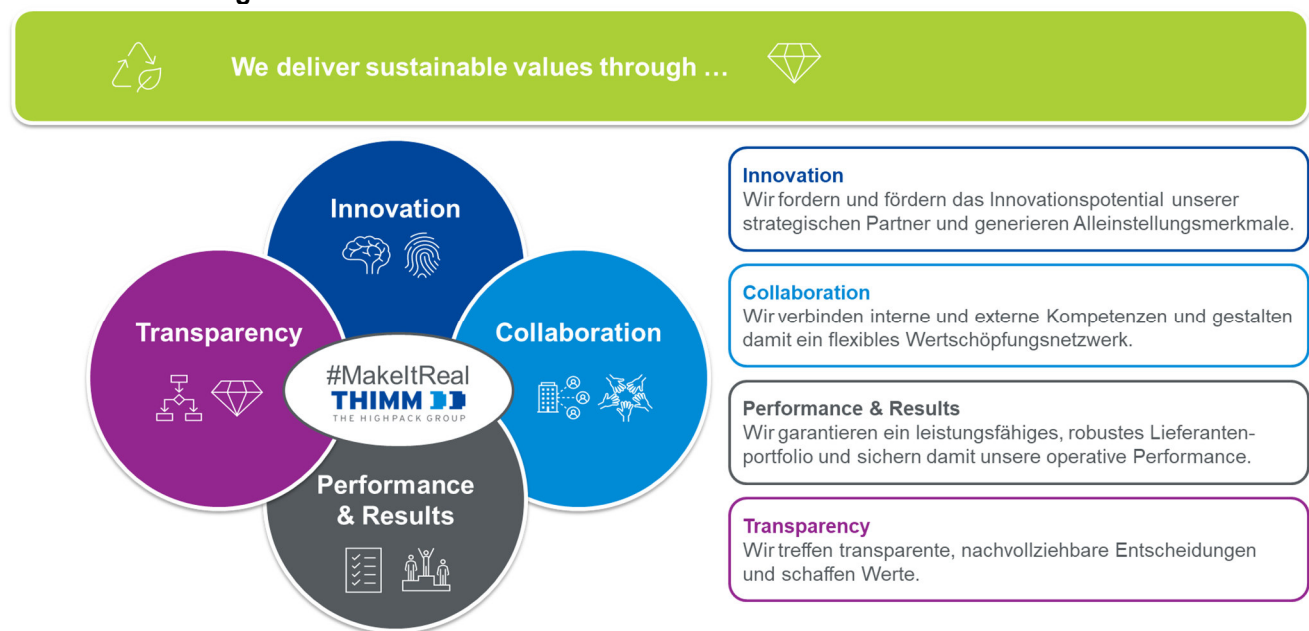 We deliver sustainable values through …
Innovation
Transparency
Collaboration
#MakeItReal
THIMM
THE HIGHPACK GROUP
Performance
& Results
Innovation
Wir fordern und fördern das Innovationspotential unserer
strategischen Partner und generieren Alleinstellungsmerkmale.
Collaboration
Wir verbinden interne und externe Kompetenzen und gestalten
damit ein flexibles Wertschöpfungsnetzwerk.
Performance & Results
Wir garantieren ein leistungsfähiges, robustes Lieferanten-
portfolio und sichern damit unsere operative Performance.
Transparency
Wir treffen transparente, nachvollziehbare Entscheidungen
und schaffen Werte.